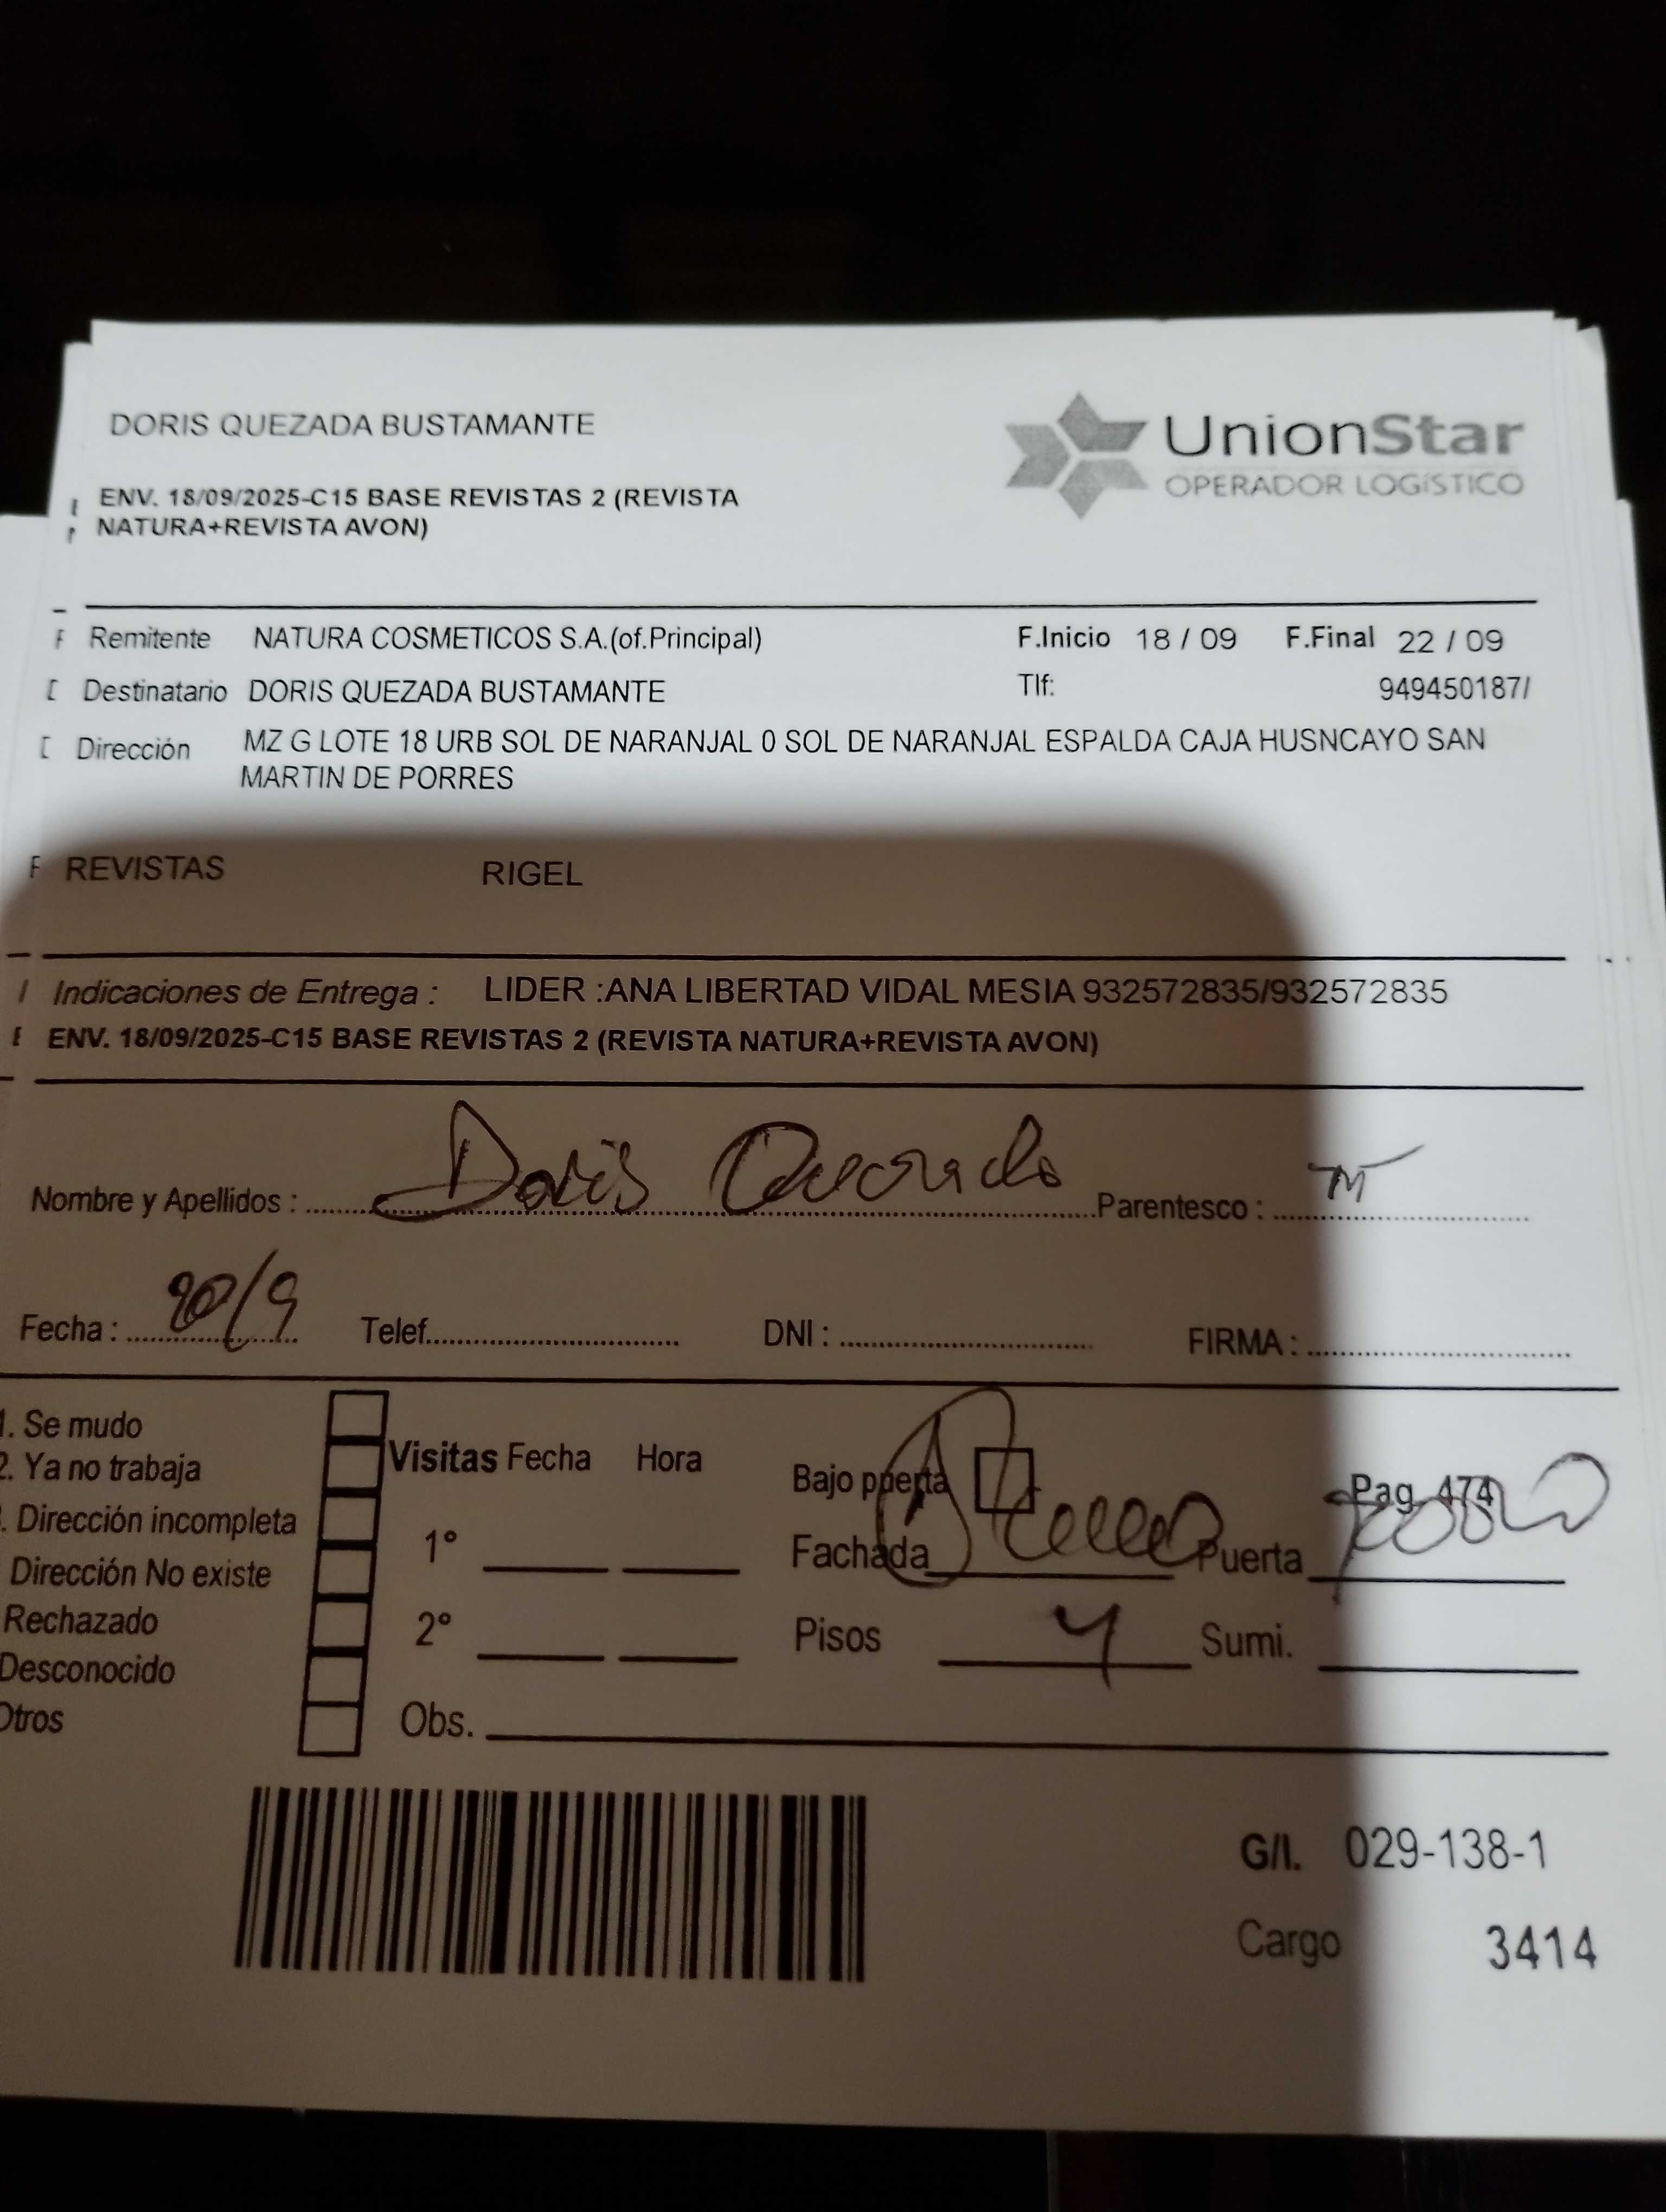 DORIS QUEZADA BUSTAMANTE
UnionStar
OPERADOR LOGíSTICO
ENV. 18/09/2025-C15 BASE REVISTAS 2 (REVISTA
NATURA+REVISTA AVON)
Remitente NATURA COSMETICOS S.A.(of.Principal) F.Inicio 18 / 09 F.Final 22 / 09
Destinatario DORIS QUEZADA BUSTAMANTE Tlf: 949450187/
Dirección MZ G LOTE 18 URB SOL DE NARANJAL 0 SOL DE NARANJAL ESPALDA CAJA HUSNCAYO SAN
MARTIN DE PORRES
REVISTAS RIGEL
Indicaciones de Entrega : LIDER :ANA LIBERTAD VIDAL MESIA 932572835/932572835
ENV. 18/09/2025-C15 BASE REVISTAS 2 (REVISTA NATURA+REVISTA AVON)
Nombre y Apellidos : Doris Parentesco :
Fecha : 20/9 Telef. DNI : FIRMA :
1. Se mudo
2. Ya no trabaja
. Dirección incompleta
Dirección No existe
Rechazado
Desconocido
Otros
Visitas Fecha Hora
1°
2°
Obs.
Bajo puerta Pag 474
Fachada Puerta
Pisos 4 Sumi.
G/l. 029-138-1
Cargo 3414